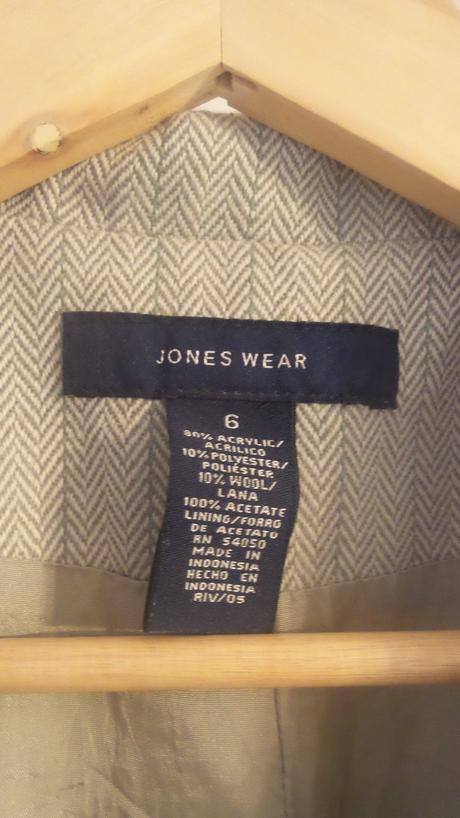 JONES WEAR
6
80% ACRYLIC/
ACRILICO
10% POLYESTER/
POLIÉSTER
10% WOOL/
LANA
100% ACETATE
LINING/FORRO
DE ACETATO
RN 54050
MADE IN
INDONESIA
HECHO EN
INDONESIA
RIV/05